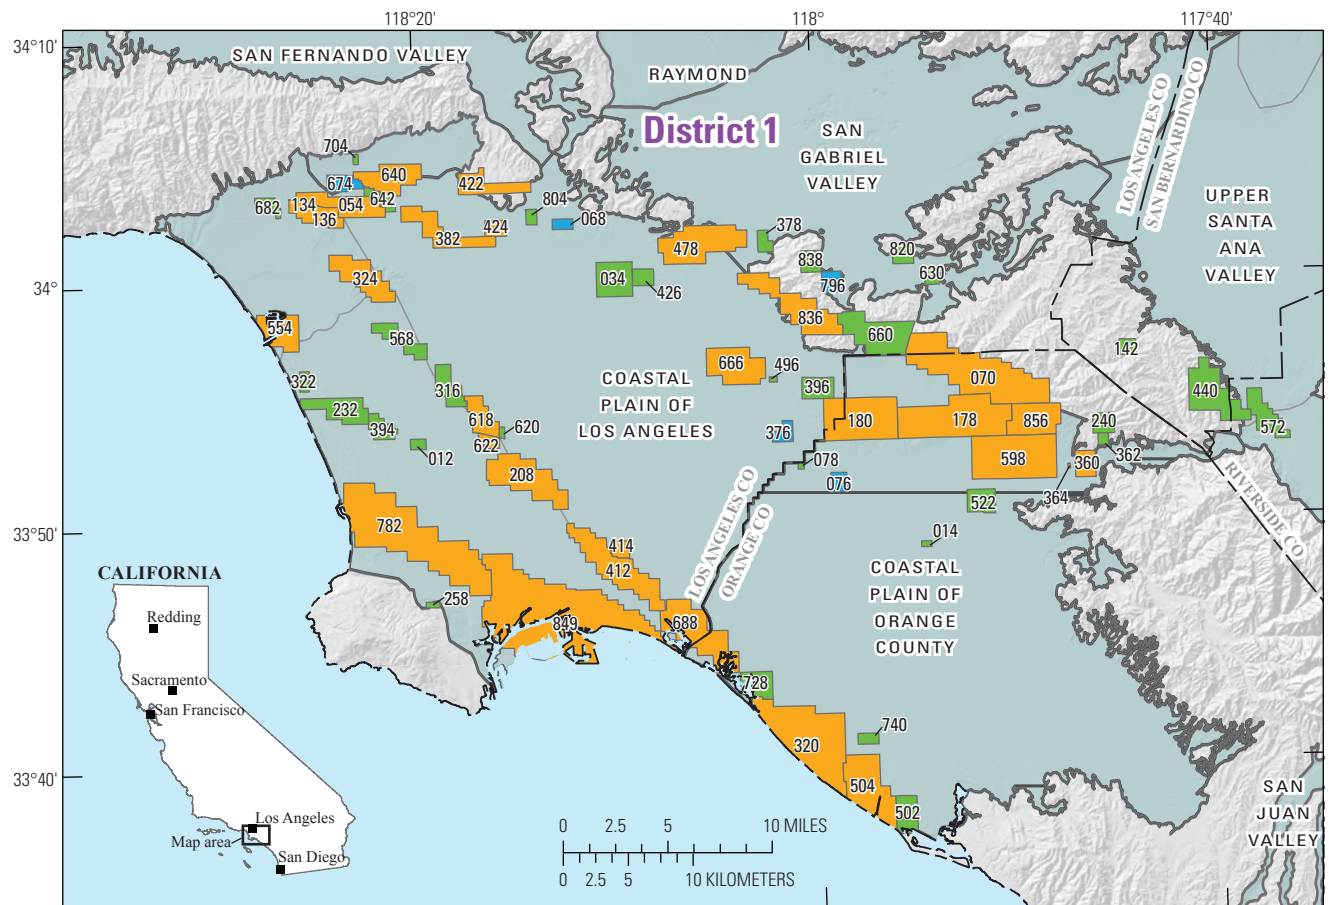 118°20'
118°
117°40'
34°10'
SAN FERNANDO VALLEY
RAYMOND
District 1
SAN
GABRIEL
VALLEY
LOS ANGELES CO
SAN BERNARDINO CO
UPPER
SANTA
ANA
VALLEY
704
640
674
422
642
682
134
054
136
804
068
424
382
378
478
838
820
796
630
034
426
34°
324
836
554
660
568
142
666
496
070
396
440
322
316
COASTAL
PLAIN OF
LOS ANGELES
232
394
618
620
622
012
376
180
178
856
240
572
362
598
360
364
078
076
208
522
LOS ANGELES CO
ORANGE CO
RIVERSIDE CO
33°50'
782
014
414
412
COASTAL
PLAIN OF
ORANGE
COUNTY
258
849
688
728
740
320
504
502
33°40'
SAN
JUAN
VALLEY
CALIFORNIA
Redding
Sacramento
San Francisco
Los Angeles
Map area
San Diego
0 2.5 5 10 MILES
0 2.5 5 10 KILOMETERS